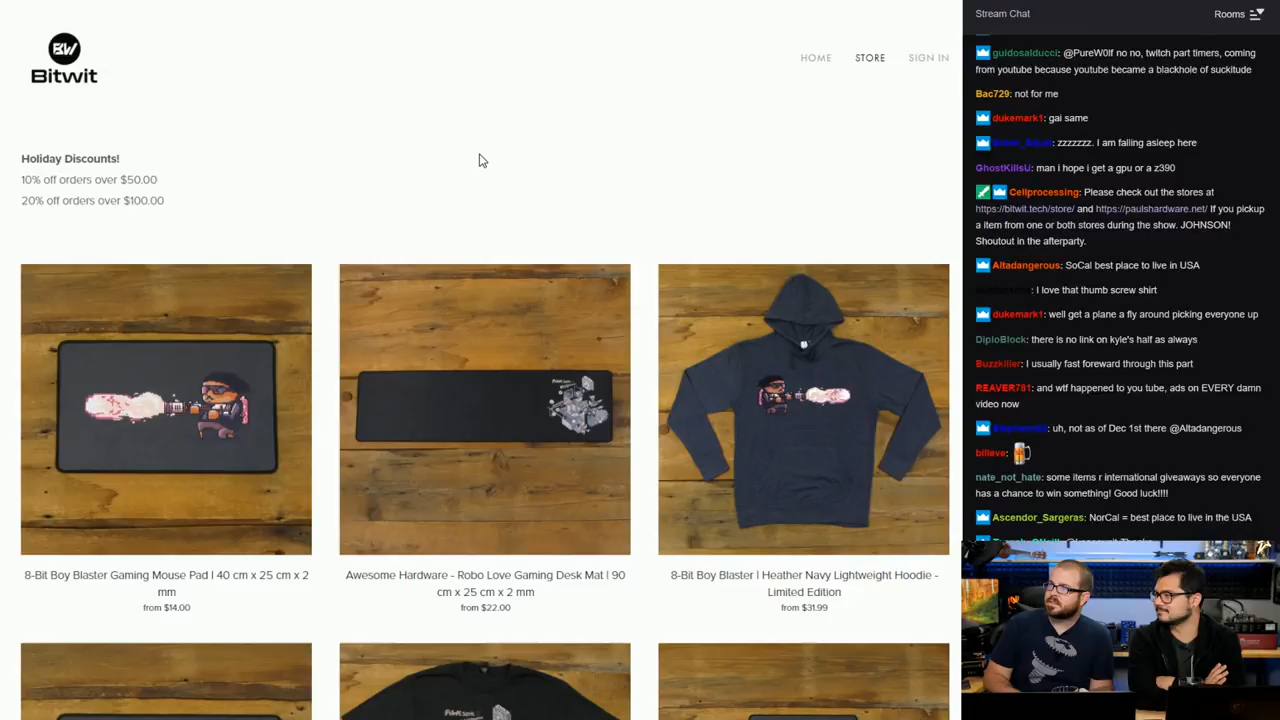 BW
Bitwit
HOME STORE SIGN IN
Holiday Discounts!
10% off orders over $50.00
20% off orders over $100.00
8-Bit Boy Blaster Gaming Mouse Pad | 40 cm x 25 cm x 2
mm
from $14.00
Awesome Hardware - Robo Love Gaming Desk Mat | 90
cm x 25 cm x 2 mm
from $22.00
8-Bit Boy Blaster | Heather Navy Lightweight Hoodie -
Limited Edition
from $31.99
Stream Chat
Rooms
guidosalducci: @PureW0lf no no, twitch part timers, coming
from youtube because youtube became a blackhole of suckitude
Bac729: not for me
dukemark1: gai same
: zzzzzzz. I am falling asleep here
GhostKillsU: man i hope i get a gpu or a z390
Cellprocessing: Please check out the stores at
https://bitwit.tech/store/ and https://paulshardware.net/ If you pickup
a item from one or both stores during the show. JOHNSON!
Shoutout in the afterparty.
Altadangerous: SoCal best place to live in USA
: I love that thumb screw shirt
dukemark1: well get a plane a fly around picking everyone up
DiploBlock: there is no link on kyle's half as always
Buzzkiller: I usually fast foreward through this part
REAVER781: and wtf happened to you tube, ads on EVERY damn
video now
: uh, not as of Dec 1st there @Altadangerous
billeve:
nate_not_hate: some items r international giveaways so everyone
has a chance to win something! Good luck!!!!
Ascendor_Sargeras: NorCal = best place to live in the USA